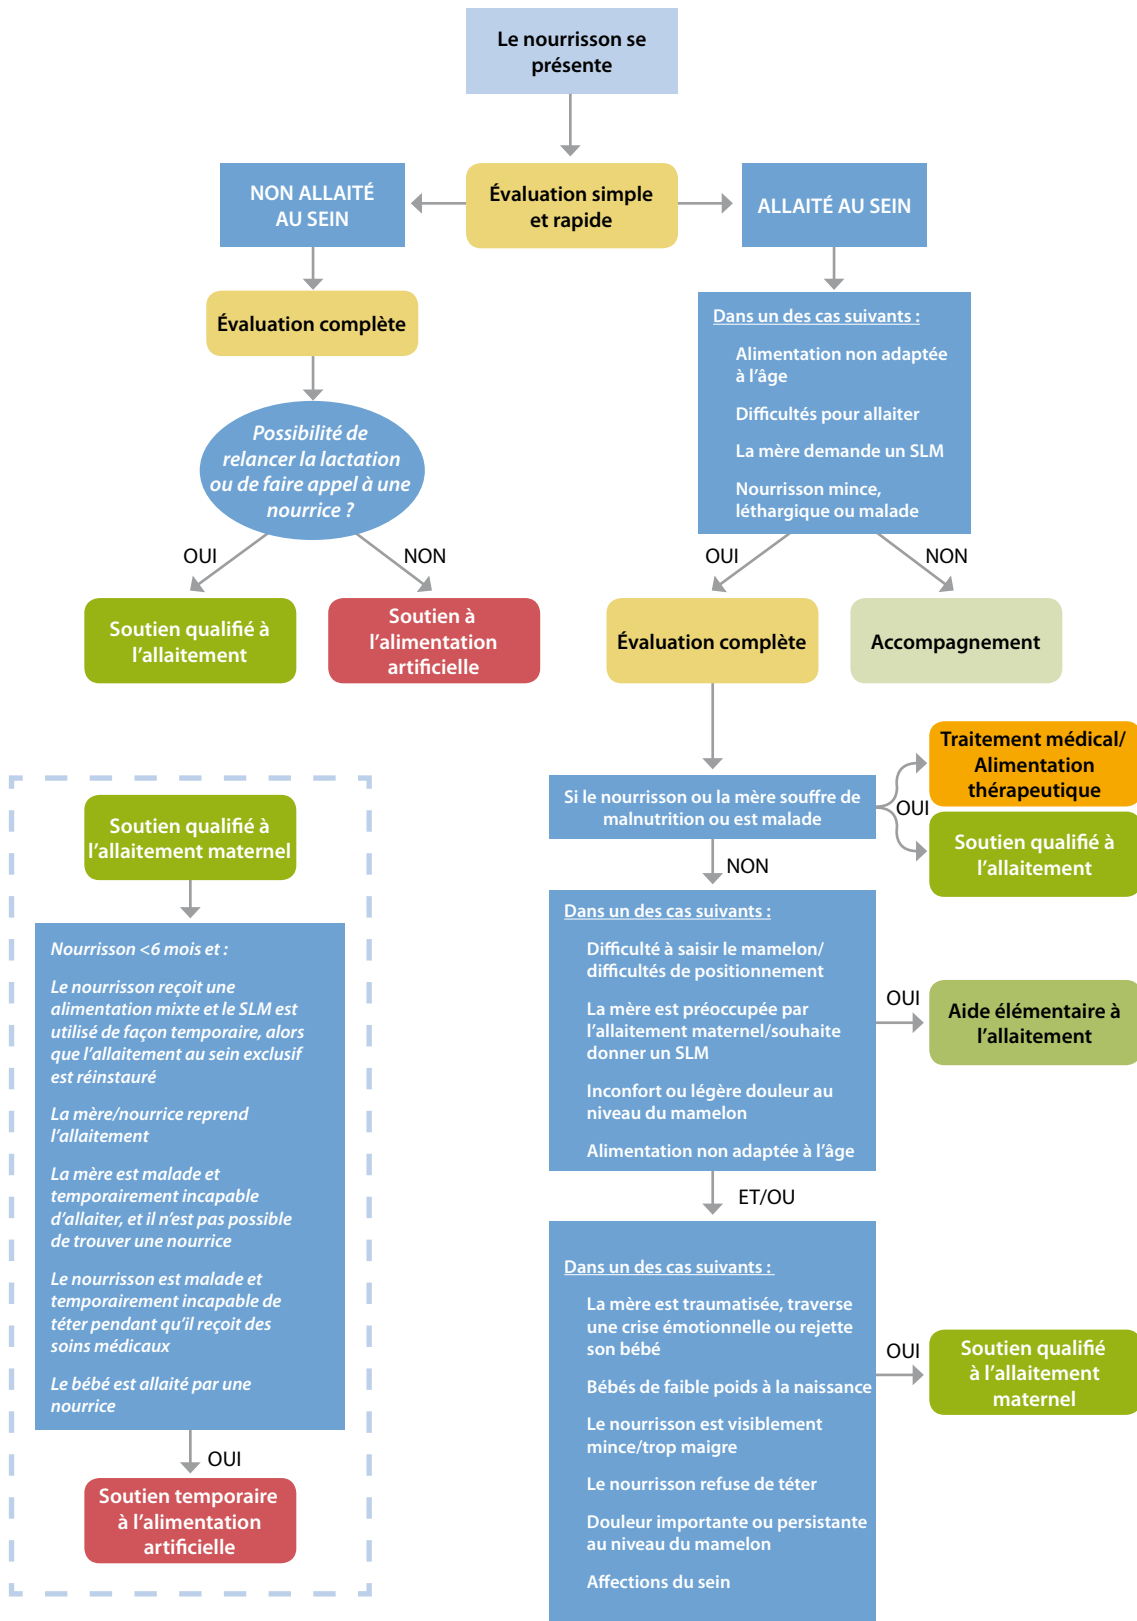 Le nourrisson se
présente
NON ALLAITÉ
AU SEIN
Évaluation simple
et rapide
ALLAITÉ AU SEIN
Évaluation complète
Possibilité de
relancer la lactation
ou de faire appel à une
nourrice ?
OUI
NON
Soutien qualifié à
l’allaitement
Soutien à
l’alimentation
artificielle
Dans un des cas suivants :
Alimentation non adaptée
à l’âge
Difficultés pour allaiter
La mère demande un SLM
Nourrisson mince,
léthargique ou malade
OUI
NON
Évaluation complète
Accompagnement
Si le nourrisson ou la mère souffre de
malnutrition ou est malade
OUI
Traitement médical/
Alimentation
thérapeutique
Soutien qualifié à
l’allaitement
NON
Dans un des cas suivants :
Difficulté à saisir le mamelon/
difficultés de positionnement
La mère est préoccupée par
l’allaitement maternel/souhaite
donner un SLM
Inconfort ou légère douleur au
niveau du mamelon
Alimentation non adaptée à l’âge
OUI
Aide élémentaire à
l’allaitement
ET/OU
Dans un des cas suivants :
La mère est traumatisée, traverse
une crise émotionnelle ou rejette
son bébé
Bébés de faible poids à la naissance
Le nourrisson est visiblement
mince/trop maigre
Le nourrisson refuse de téter
Douleur importante ou persistante
au niveau du mamelon
Affections du sein
OUI
Soutien qualifié
à l’allaitement
maternel
Soutien qualifié à
l’allaitement maternel
Nourrisson <6 mois et :
Le nourrisson reçoit une
alimentation mixte et le SLM est
utilisé de façon temporaire, alors
que l’allaitement au sein exclusif
est réinstauré
La mère/nourrice reprend
l’allaitement
La mère est malade et
temporairement incapable
d’allaiter, et il n’est pas possible
de trouver une nourrice
Le nourrisson est malade et
temporairement incapable de
téter pendant qu’il reçoit des
soins médicaux
Le bébé est allaité par une
nourrice
OUI
Soutien temporaire
à l’alimentation
artificielle